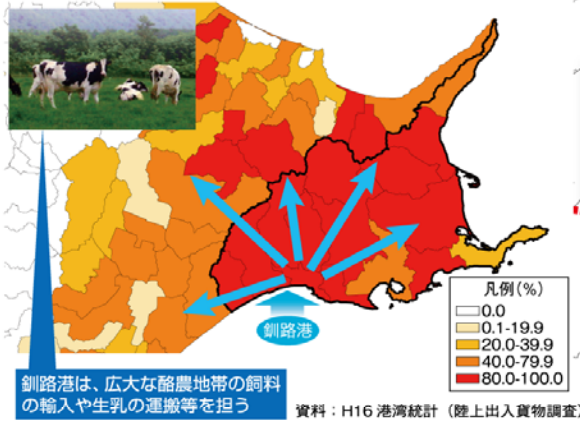 凡例(%)
0.0
0.1-19.9
20.0-39.9
40.0-79.9
80.0-100.0
釧路港
釧路港は、広大な酪農地帯の飼料
の輸入や生乳の運搬等を担う
資料：H16 港湾統計（陸上出入貨物調査）